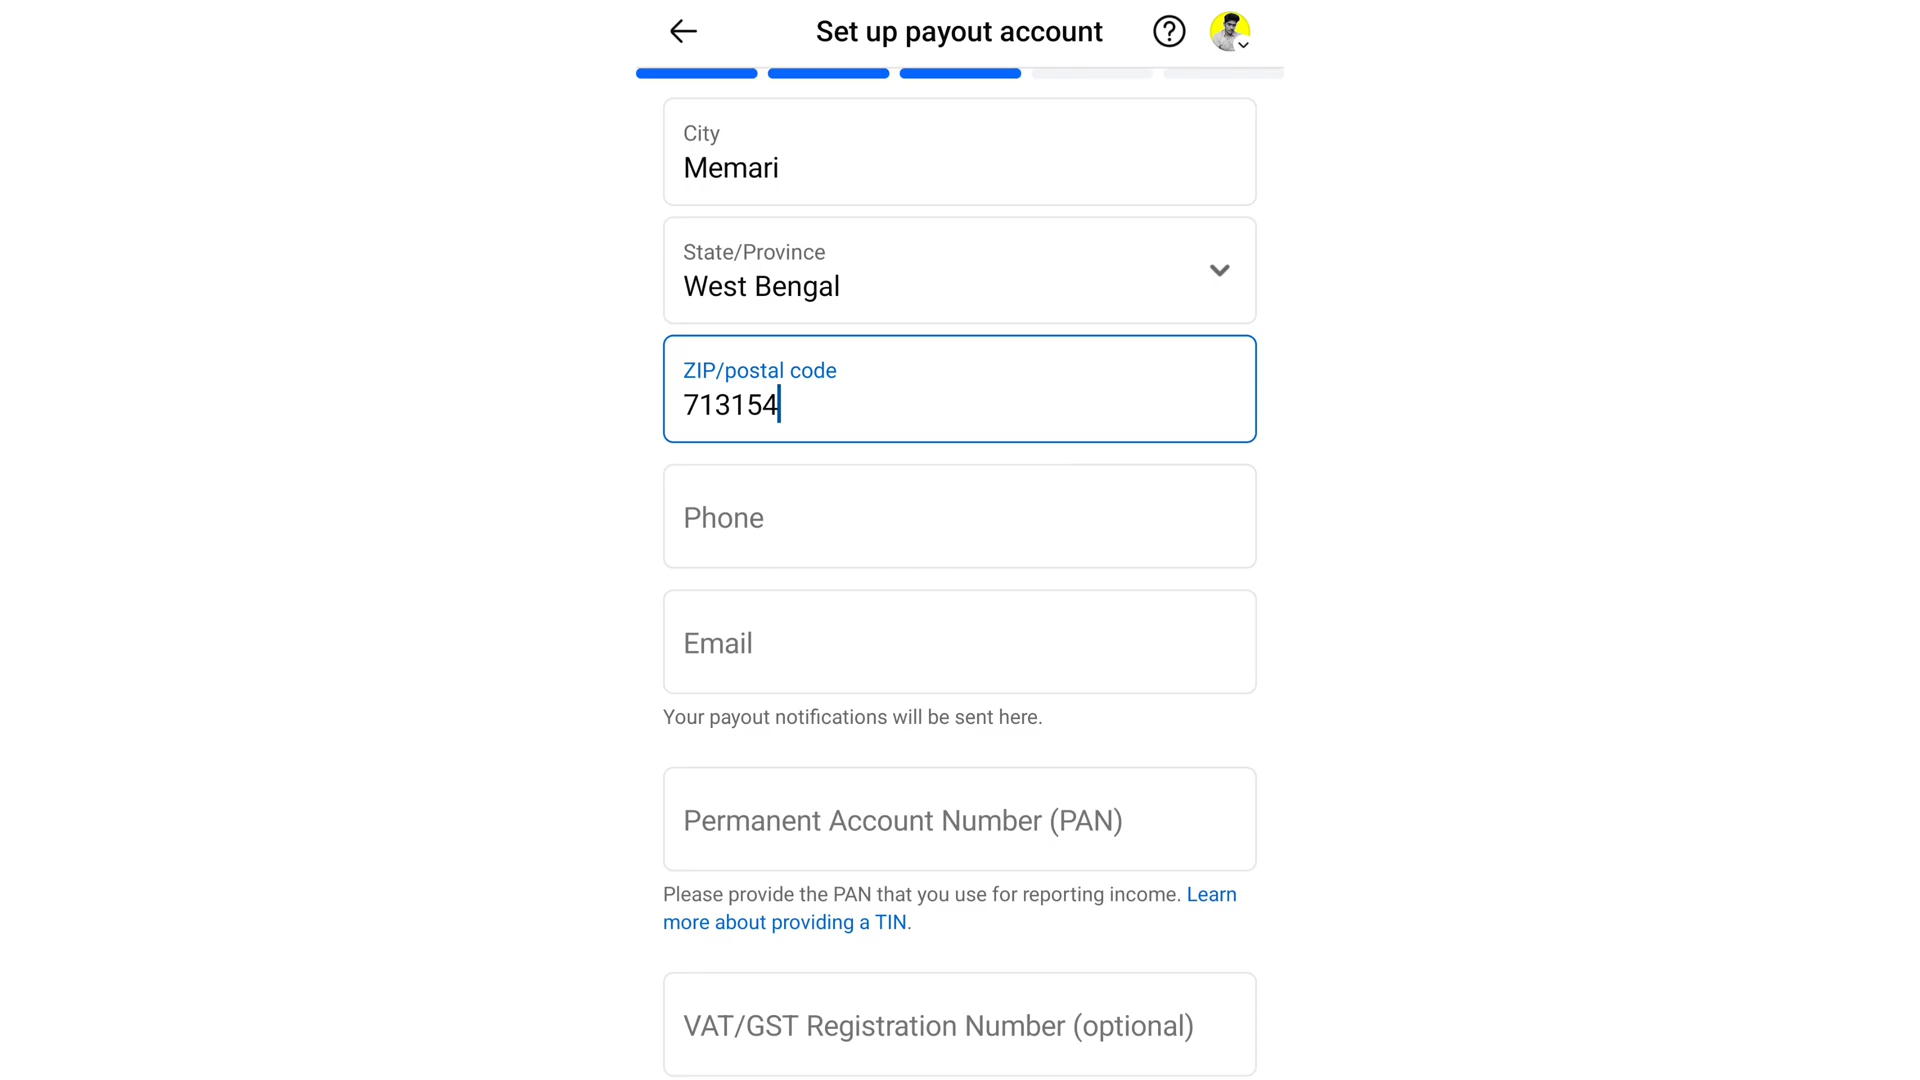 Set up payout account
City
Memari
State/Province
West Bengal
ZIP/postal code
713154
Phone
Email
Your payout notifications will be sent here.
Permanent Account Number (PAN)
Please provide the PAN that you use for reporting income. Learn
more about providing a TIN.
VAT/GST Registration Number (optional)